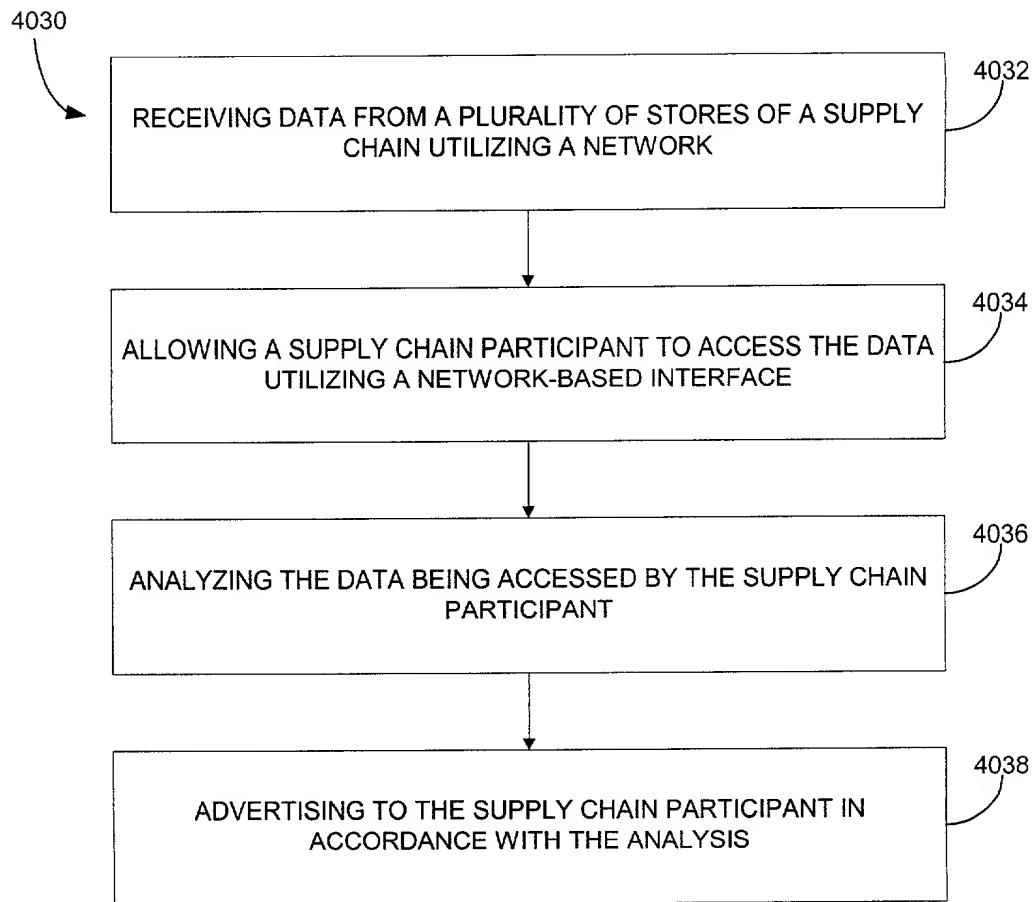 4030
4032
RECEIVING DATA FROM A PLURALITY OF STORES OF A SUPPLY
CHAIN UTILIZING A NETWORK
4034
ALLOWING A SUPPLY CHAIN PARTICIPANT TO ACCESS THE DATA
UTILIZING A NETWORK-BASED INTERFACE
4036
ANALYZING THE DATA BEING ACCESSED BY THE SUPPLY CHAIN
PARTICIPANT
4038
ADVERTISING TO THE SUPPLY CHAIN PARTICIPANT IN
ACCORDANCE WITH THE ANALYSIS